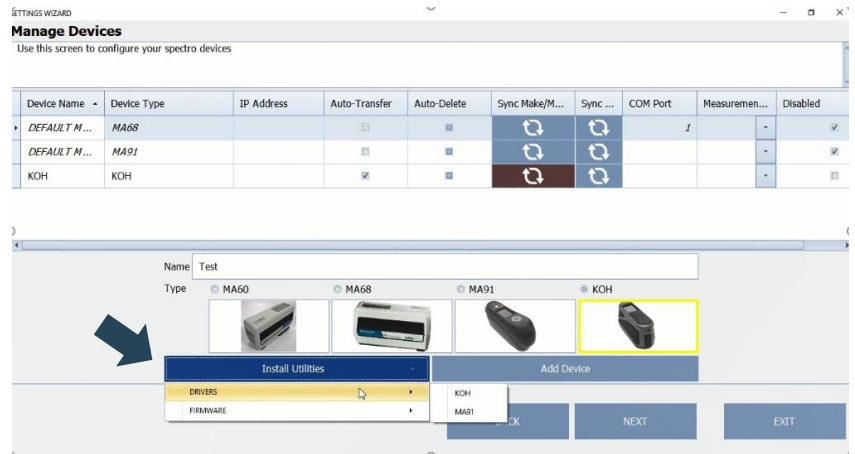 SETTINGS WIZARD
Manage Devices
Use this screen to configure your spectro devices
Device Name Device Type IP Address Auto-Transfer Auto-Delete Sync Make/M... Sync ... COM Port Measuremen... Disabled
DEFAULT M... MA68 1
DEFAULT M... MA91
KOH KOH
Name Test
Type MA60 MA68 MA91 KOH
Install Utilities Add Device
DRIVERS KOH
FIRMWARE MA91
BACK NEXT EXIT